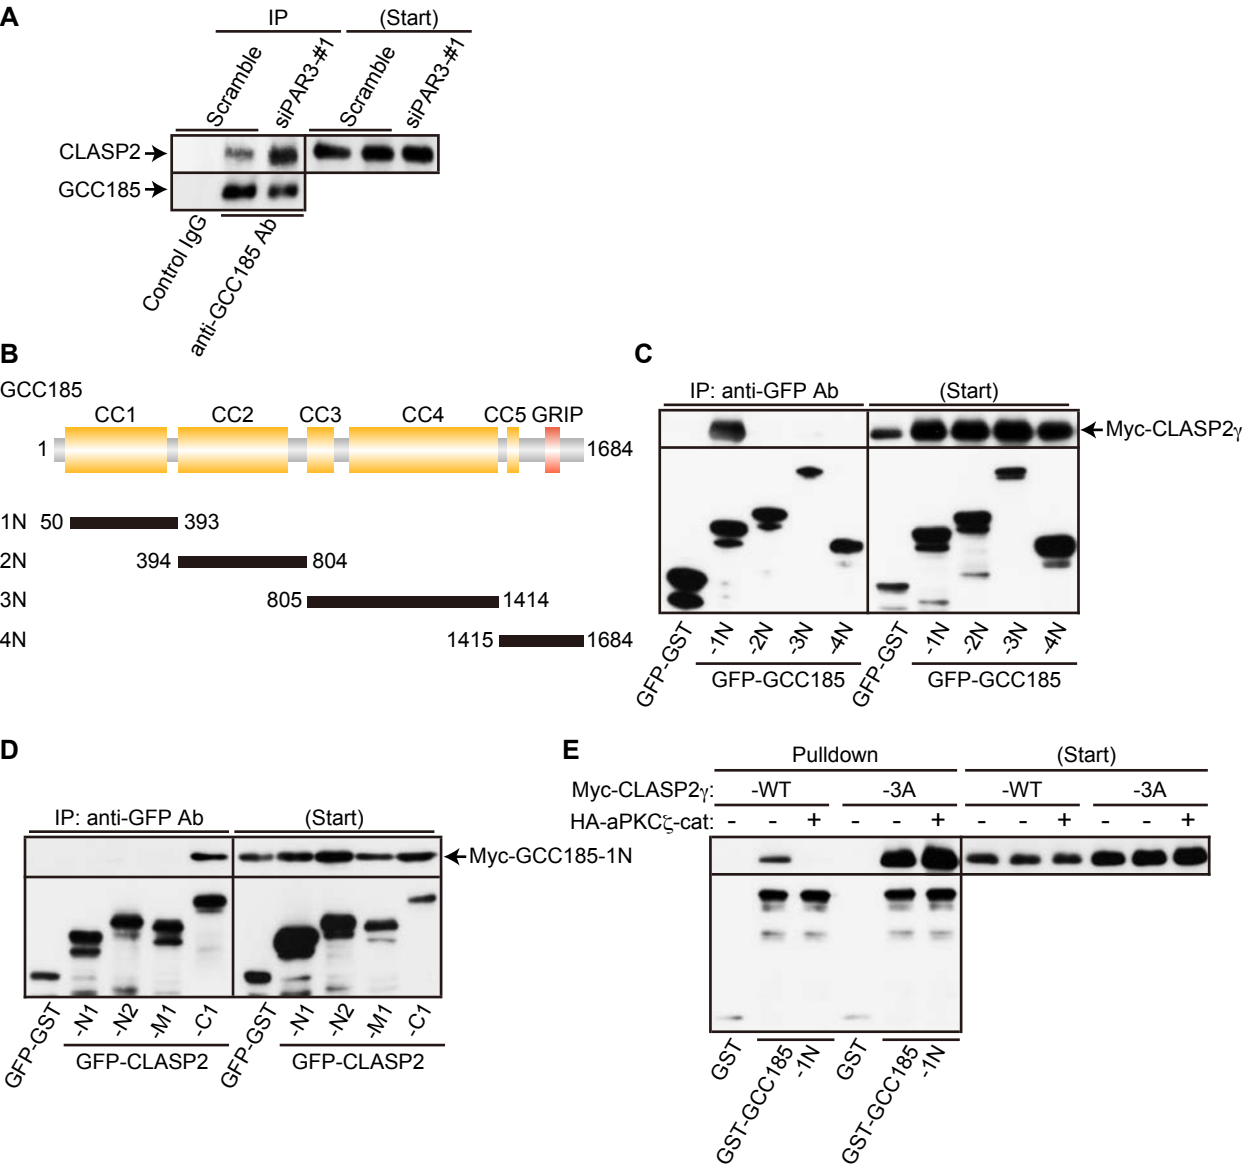 A
IP (Start)
Scramble siPAR3-#1 Scramble siPAR3-#1
CLASP2
GCC185
Control IgG
anti-GCC185 Ab
B
GCC185
CC1 CC2 CC3 CC4 CC5 GRIP
1 1684
1N 50 393
2N 394 804
3N 805 1414
4N 1415 1684
C
IP: anti-GFP Ab (Start)
Myc-CLASP2γ
GFP-GST -1N -2N -3N -4N GFP-GST -1N -2N -3N -4N
GFP-GCC185 GFP-GCC185
D
IP: anti-GFP Ab (Start)
Myc-GCC185-1N
GFP-GST -N1 -N2 -M1 -C1 GFP-GST -N1 -N2 -M1 -C1
GFP-CLASP2 GFP-CLASP2
E
Pulldown (Start)
Myc-CLASP2γ: -WT -3A -WT -3A
HA-aPKCζ-cat: - - + - - + - - + - - +
GST GST-GCC185 -1N GST GST-GCC185 -1N